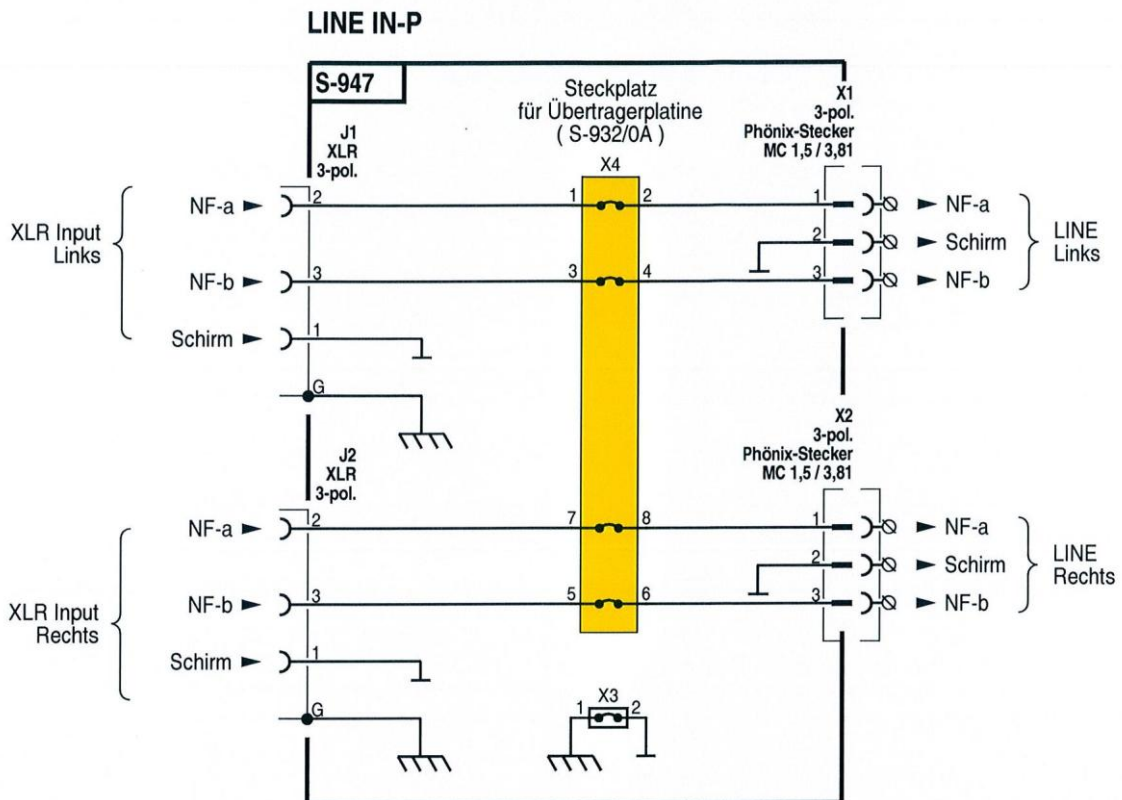 LINE IN-P
S-947
Steckplatz
für Übertragerplatine
( S-932/0A )
X4
J1
XLR
3-pol.
X1
3-pol.
Phönix-Stecker
MC 1,5 / 3,81
XLR Input
Links
NF-a
2
1
2
1
NF-a
2
Schirm
NF-b
3
3
4
3
NF-b
LINE
Links
Schirm
1
G
J2
XLR
3-pol.
X2
3-pol.
Phönix-Stecker
MC 1,5 / 3,81
XLR Input
Rechts
NF-a
2
7
8
1
NF-a
2
Schirm
NF-b
3
5
6
3
NF-b
LINE
Rechts
Schirm
1
G
X3
1
2